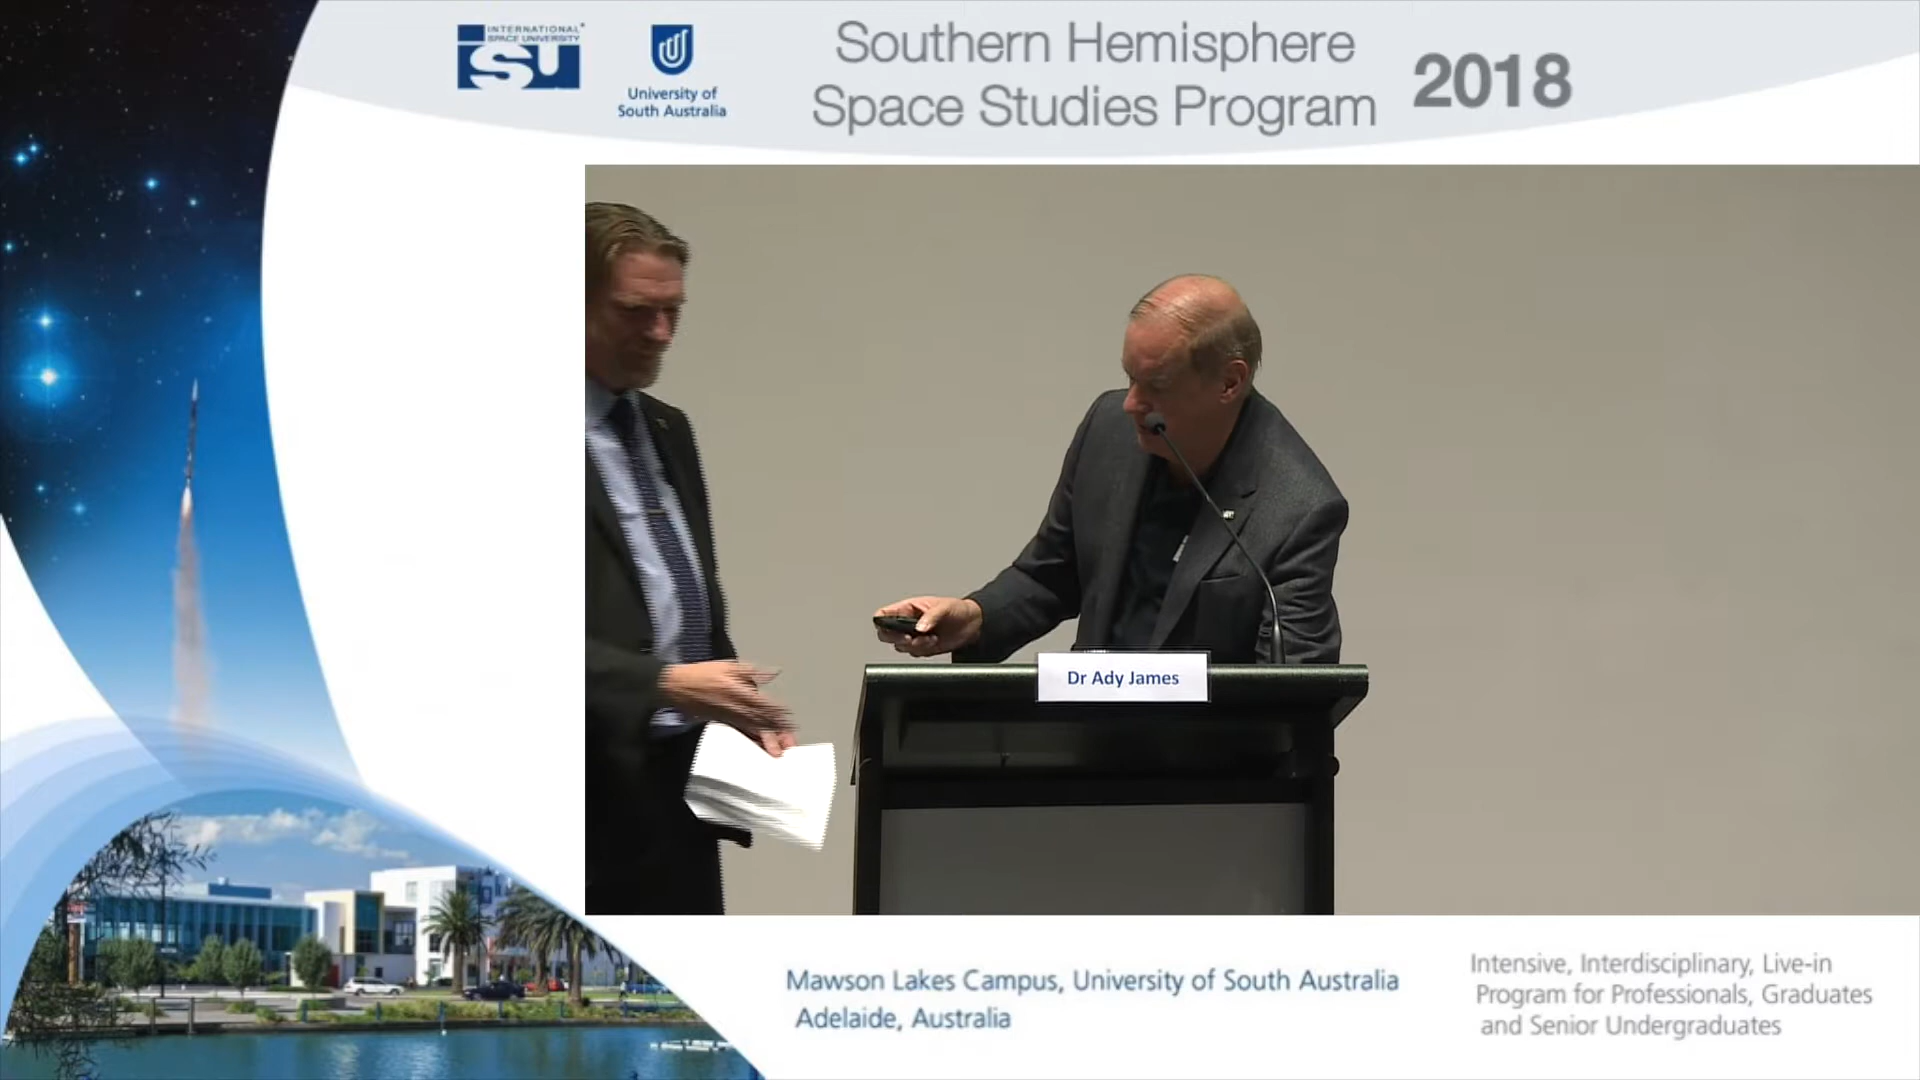 INTERNATIONAL
SPACE UNIVERSITY
isu
University of
South Australia
Southern Hemisphere
Space Studies Program
2018
Dr Ady James
Mawson Lakes Campus, University of South Australia
Adelaide, Australia
Intensive, Interdisciplinary, Live-in
Program for Professionals, Graduates
and Senior Undergraduates